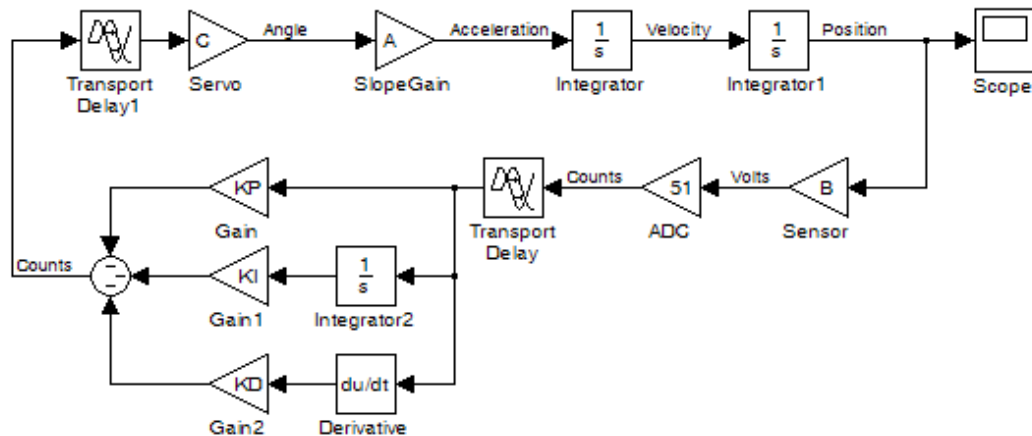 Transport
Delay1
C
Servo
Angle
A
SlopeGain
Acceleration
1
s
Integrator
Velocity
1
s
Integrator1
Position
Scope
KP
Gain
Transport
Delay
Counts
51
ADC
Volts
B
Sensor
Counts
KI
Gain1
1
s
Integrator2
KD
Gain2
du/dt
Derivative